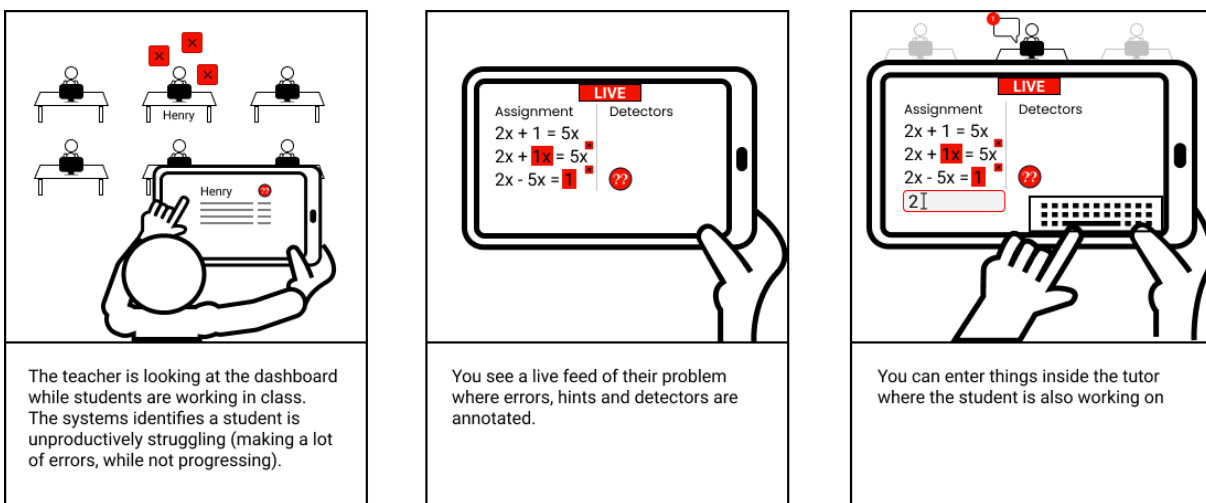 Henry
Henry
??
The teacher is looking at the dashboard
while students are working in class.
The systems identifies a student is
unproductively struggling (making a lot
of errors, while not progressing).
LIVE
Assignment
Detectors
2x + 1 = 5x
2x + 1x = 5x
2x - 5x = 1
??
You see a live feed of their problem
where errors, hints and detectors are
annotated.
1
LIVE
Assignment
Detectors
2x + 1 = 5x
2x + 1x = 5x
2x - 5x = 1
??
2
You can enter things inside the tutor
where the student is also working on